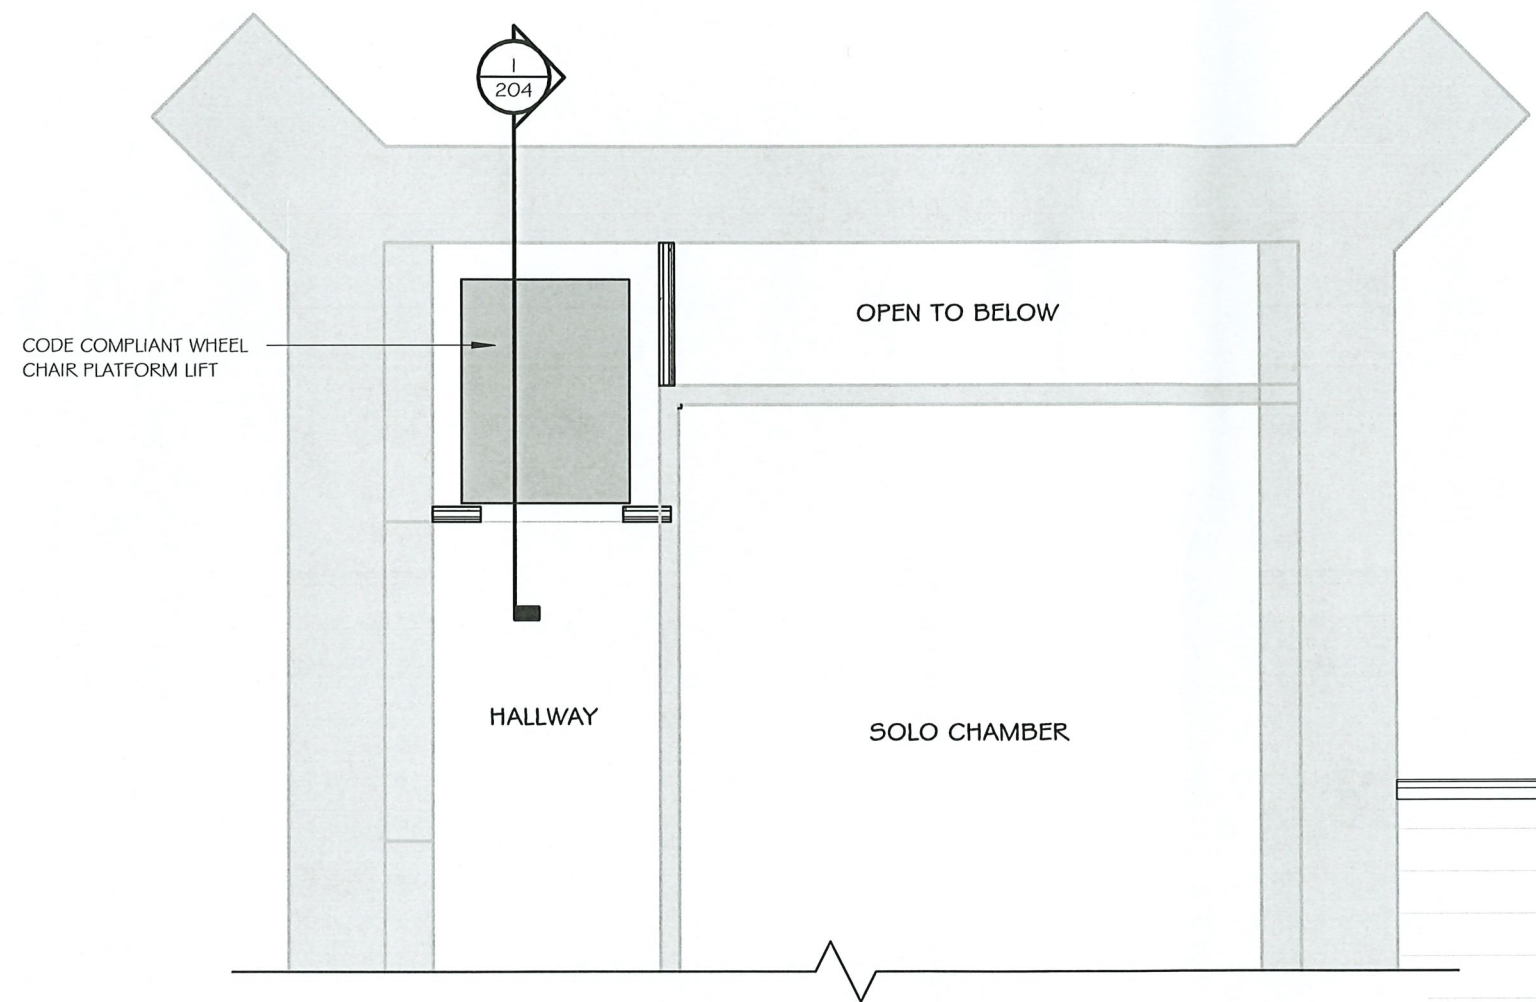 1
204
OPEN TO BELOW
CODE COMPLIANT WHEEL
CHAIR PLATFORM LIFT
HALLWAY
SOLO CHAMBER